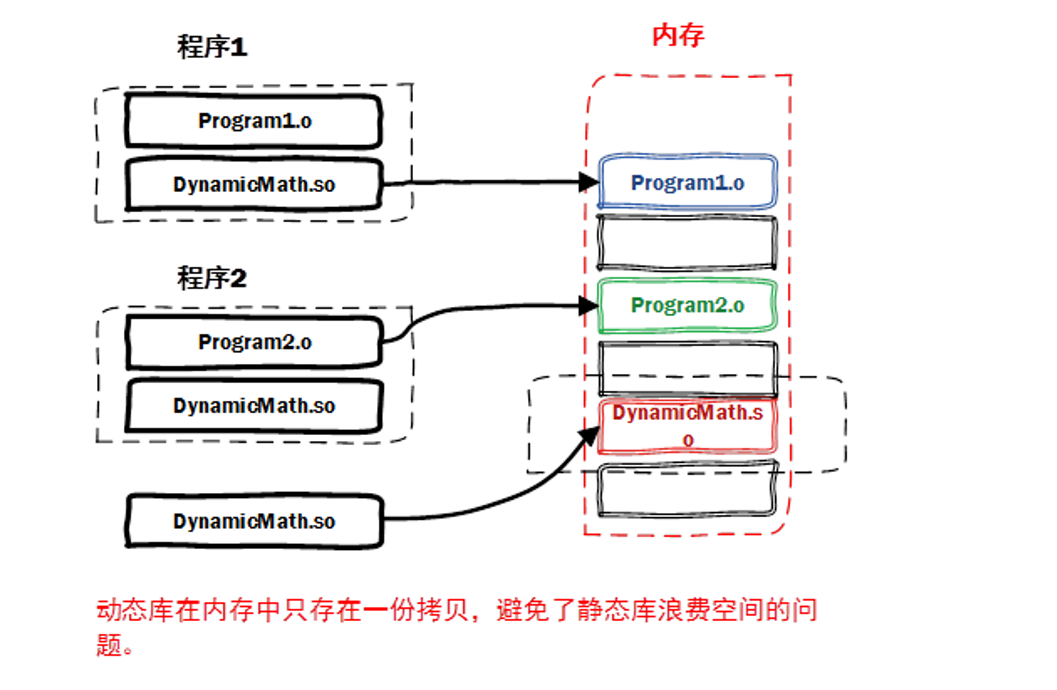 程序1
Program1.o
DynamicMath.so
程序2
Program2.o
DynamicMath.so
DynamicMath.so
内存
Program1.o
Program2.o
DynamicMath.s
o
动态库在内存中只存在一份拷贝，避免了静态库浪费空间的问
题。